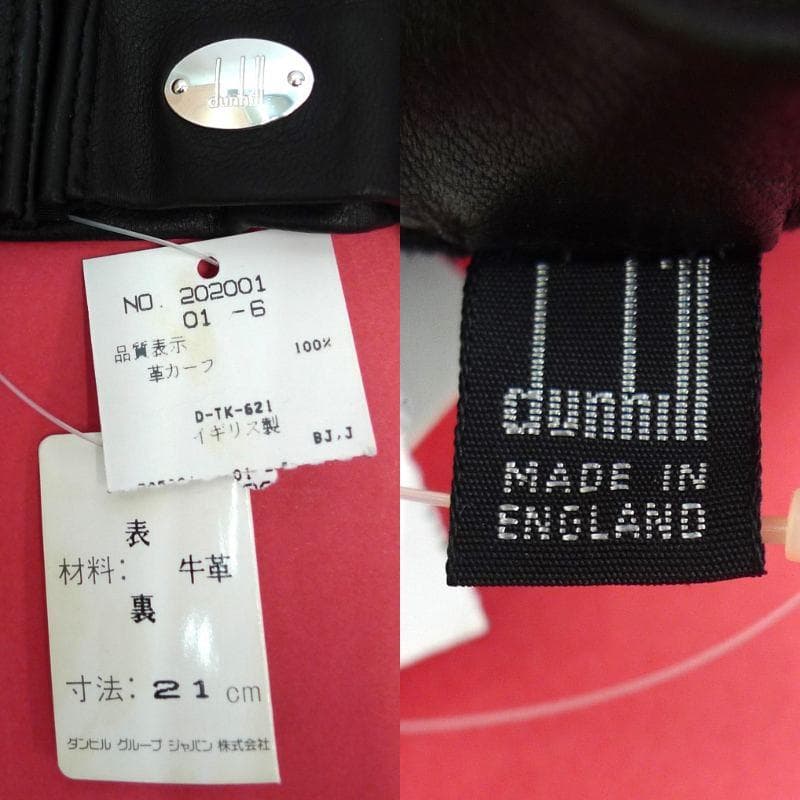 dunhill
NO. 202001
01 -6
品質表示 100%
革カーフ
D-TK-621
イギリス製 BJ,J
01 -
表
材料: 牛革
裏
寸法: 21 cm
ダンヒル グループ ジャパン 株式会社
dunhill
MADE IN
ENGLAND